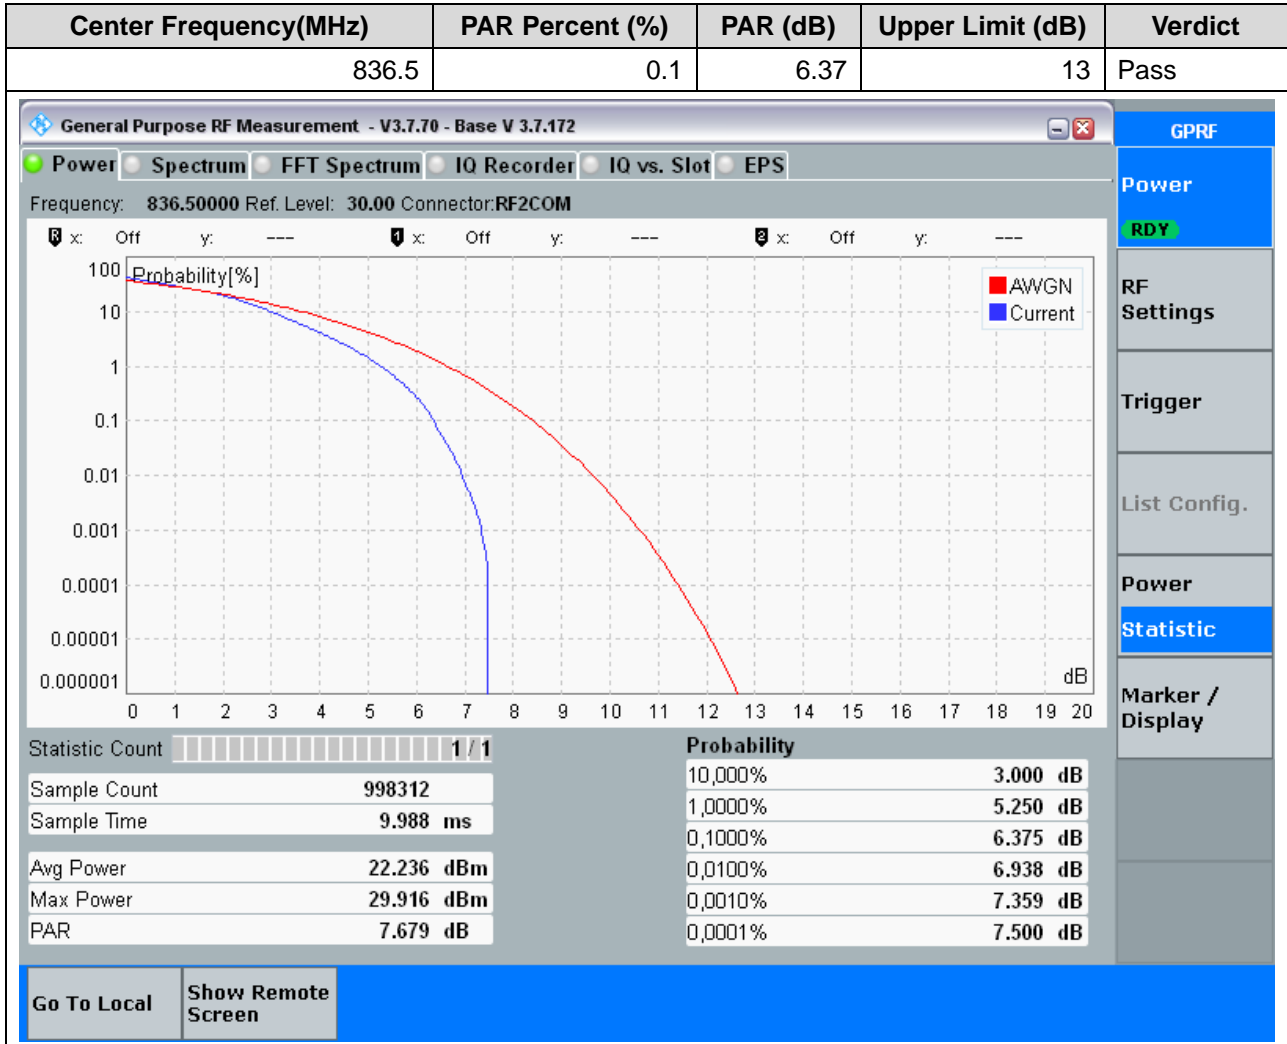 Center Frequency(MHz) PAR Percent (%) PAR (dB) Upper Limit (dB) Verdict
836.5 0.1 6.37 13 Pass
General Purpose RF Measurement - V3.7.70 - Base V 3.7.172
GPRF
Power Spectrum FFT Spectrum IQ Recorder IQ vs. Slot EPS
Frequency: 836.50000 Ref. Level: 30.00 Connector:RF2COM
R x: Off y: --- 1 x: Off y: --- 2 x: Off y: ---
Probability[%]
AWGN
Current
100
10
1
0.1
0.01
0.001
0.0001
0.00001
0.000001
dB
0 1 2 3 4 5 6 7 8 9 10 11 12 13 14 15 16 17 18 19 20
Statistic Count 1 / 1
Sample Count 998312
Sample Time 9.988 ms
Avg Power 22.236 dBm
Max Power 29.916 dBm
PAR 7.679 dB
Probability
10,000% 3.000 dB
1,0000% 5.250 dB
0,1000% 6.375 dB
0,0100% 6.938 dB
0,0010% 7.359 dB
0,0001% 7.500 dB
Power
RDY
RF
Settings
Trigger
List Config.
Power
Statistic
Marker /
Display
Go To Local
Show Remote
Screen